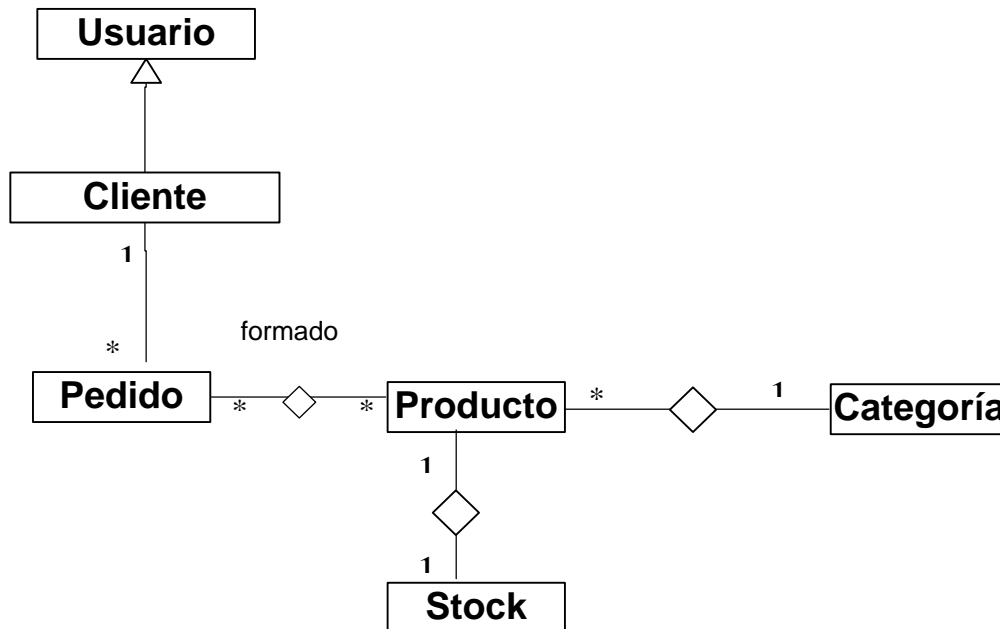 Usuario
Cliente
1
*
formado
Pedido
*
*
Producto
*
1
Categoría
1
1
Stock